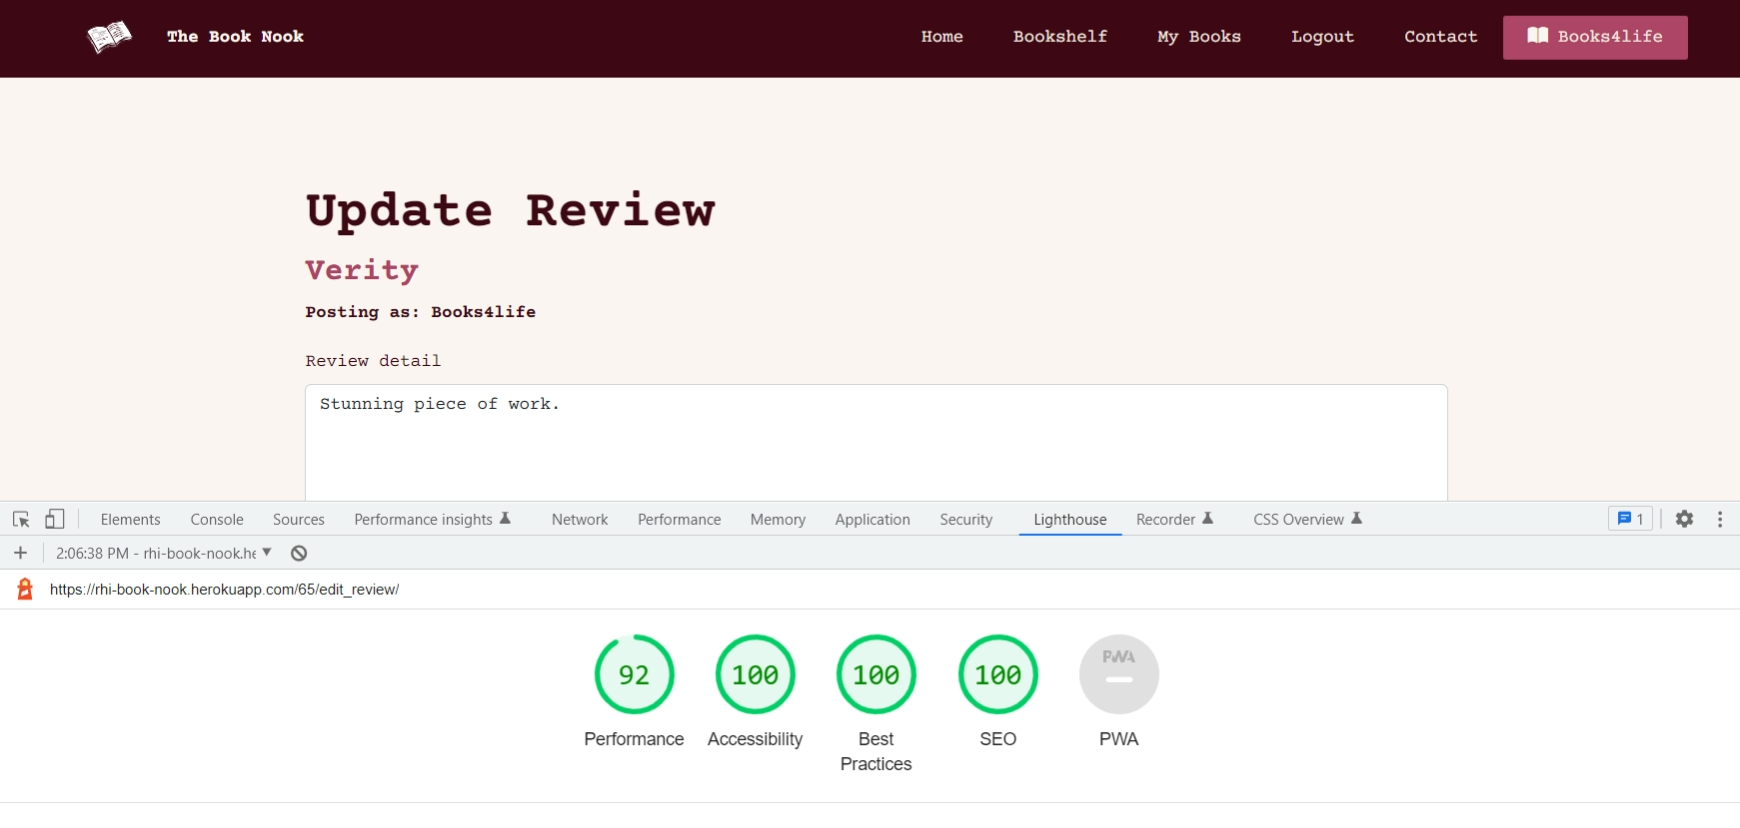 The Book Nook Home Bookshelf My Books Logout Contact Books4life
Update Review
Verity
Posting as: Books4life
Review detail
Stunning piece of work.
Elements Console Sources Performance insights Network Performance Memory Application Security Lighthouse Recorder CSS Overview 1
2:06:38 PM - rhi-book-nook.he
https://rhi-book-nook.herokuapp.com/65/edit_review/
92 100 100 100 PWA
Performance Accessibility Best SEO PWA
Practices